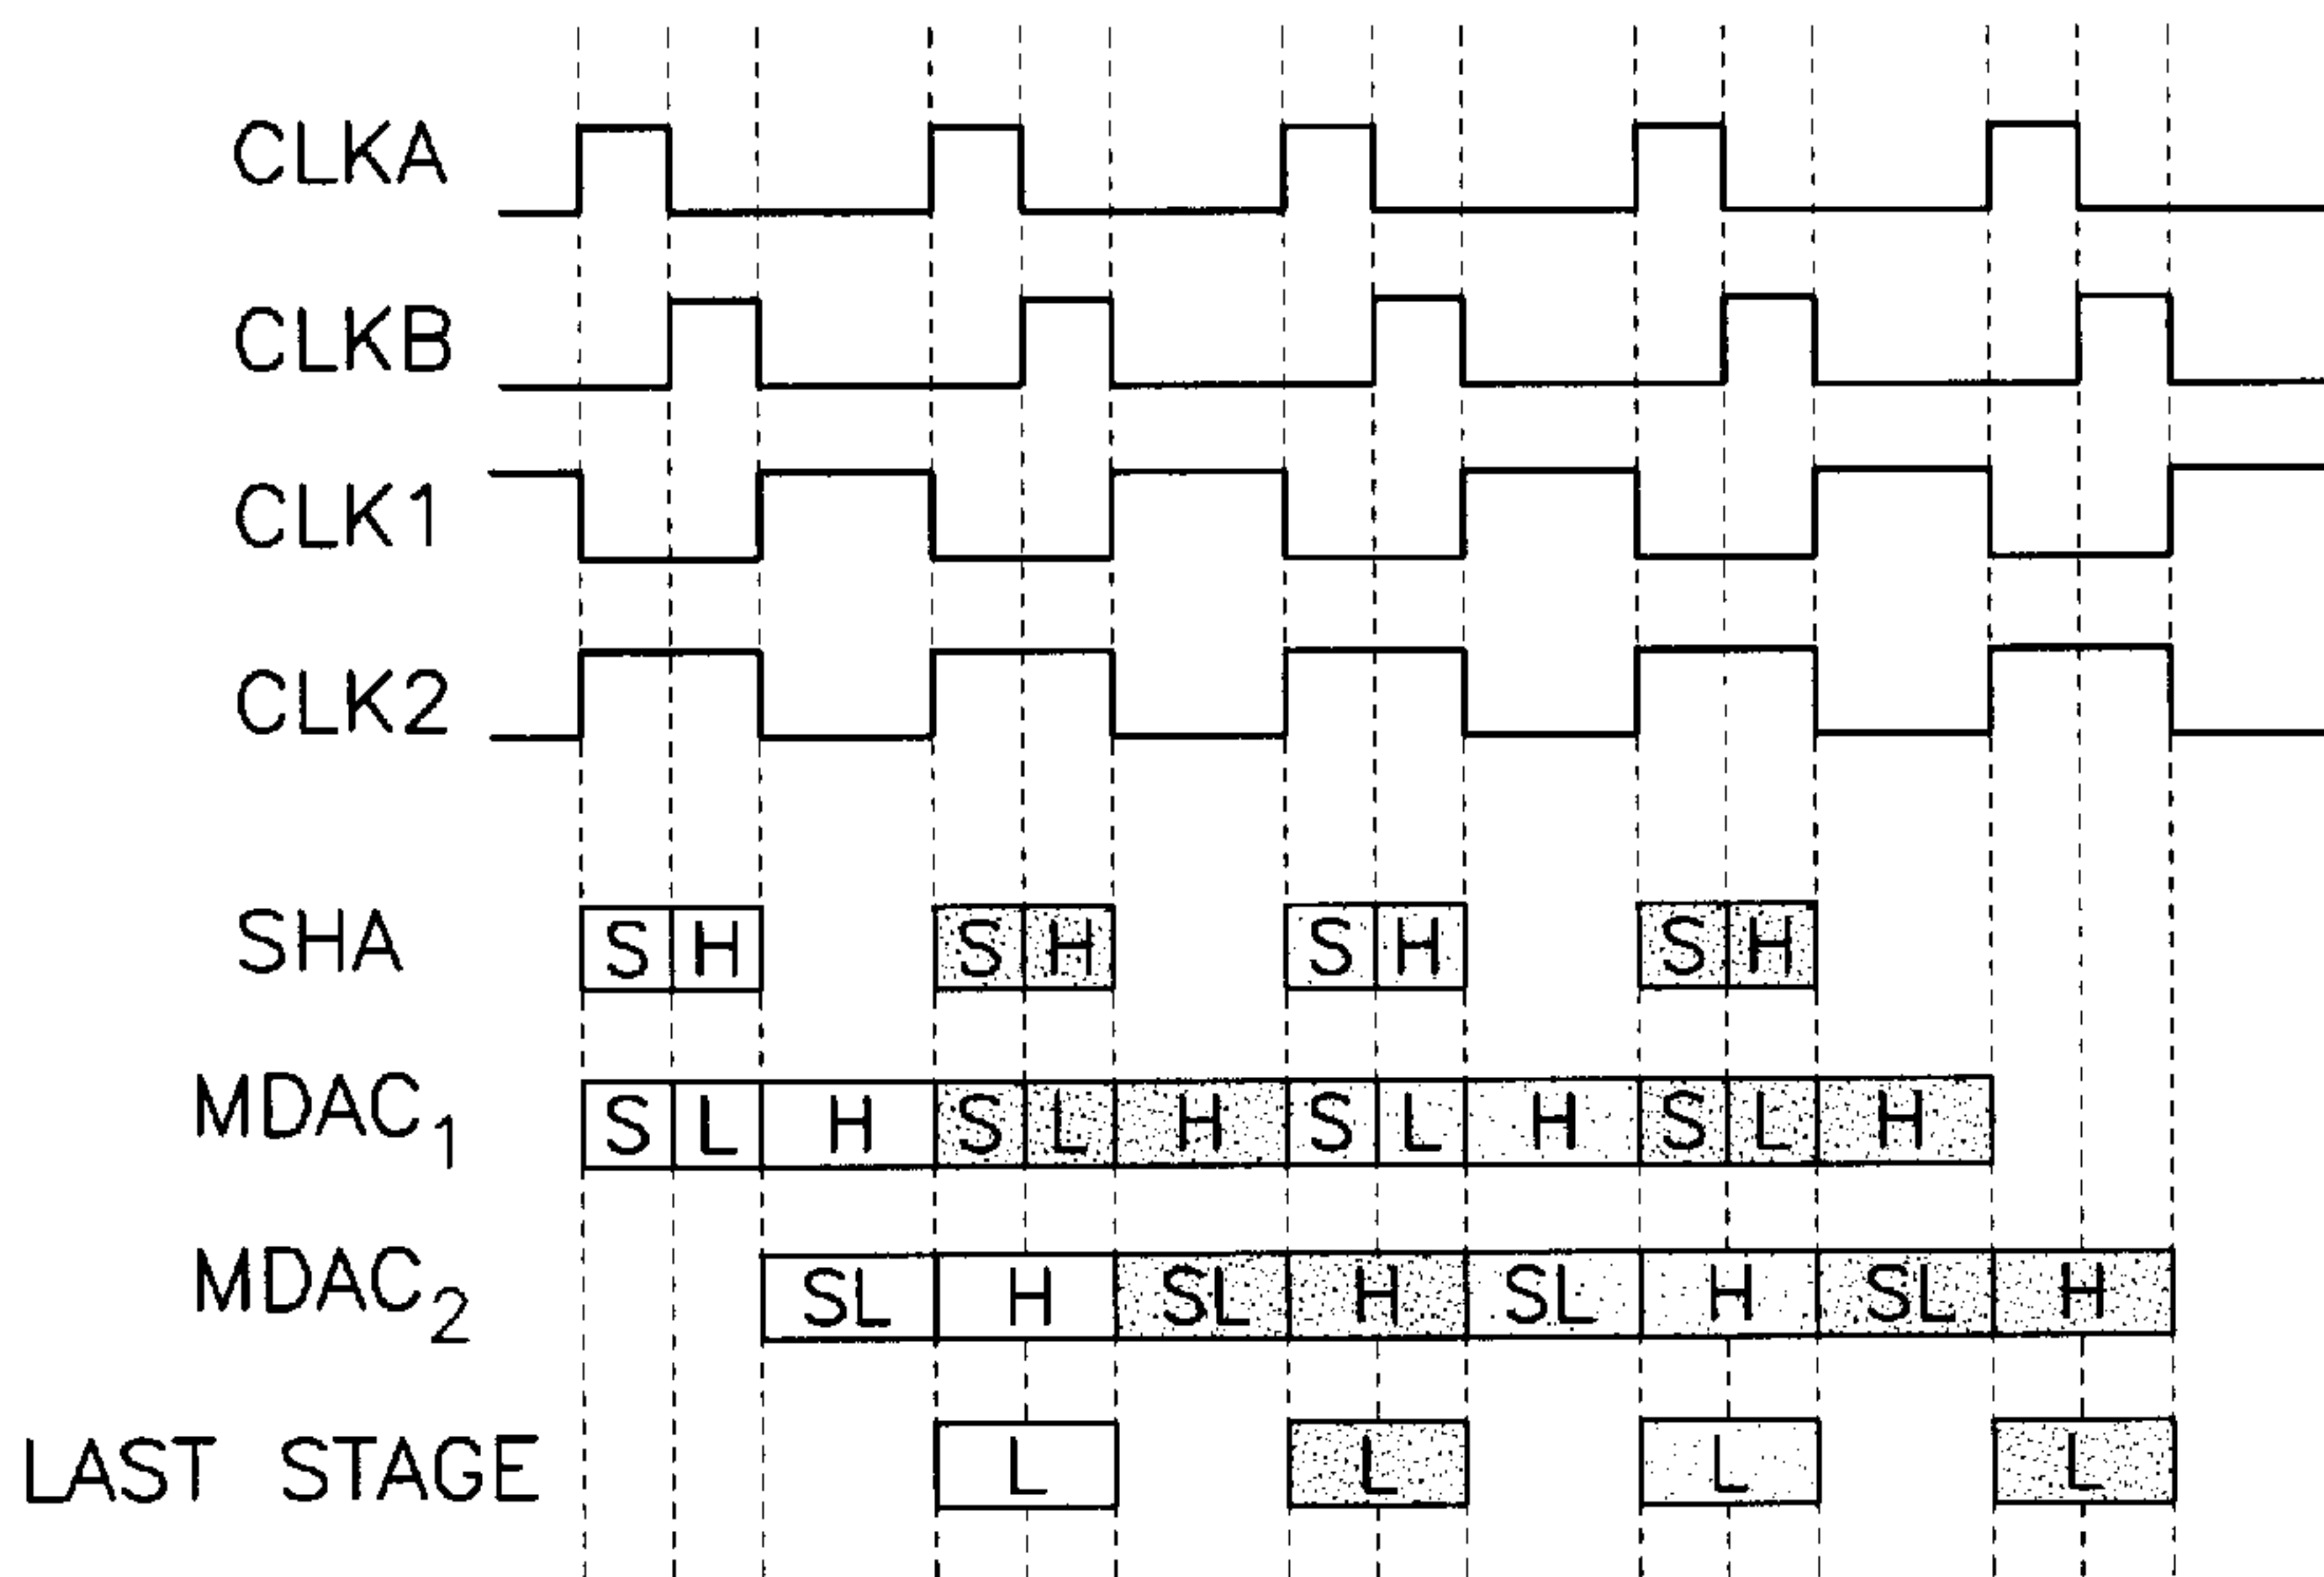 CLKA
CLKB
CLK1
CLK2
SHA S H S H S H S H
MDAC1 S L H S L H S L H S L H
MDAC2 SL H SL H SL H SL H
LAST STAGE L L L L